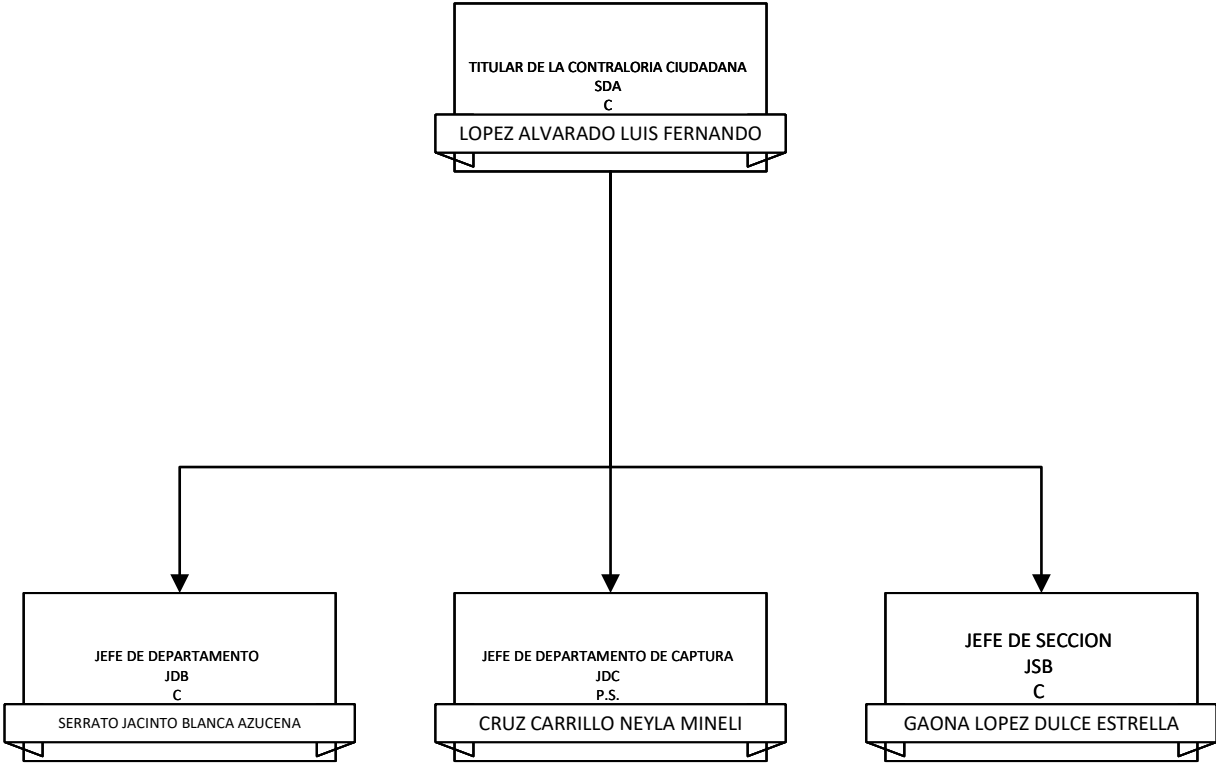 TITULAR DE LA CONTRALORIA CIUDADANA
SDA
C
LOPEZ ALVARADO LUIS FERNANDO
JEFE DE DEPARTAMENTO
JDB
C
SERRATO JACINTO BLANCA AZUCENA
JEFE DE DEPARTAMENTO DE CAPTURA
JDC
P.S.
CRUZ CARRILLO NEYLA MINELI
JEFE DE SECCION
JSB
C
GAONA LOPEZ DULCE ESTRELLA